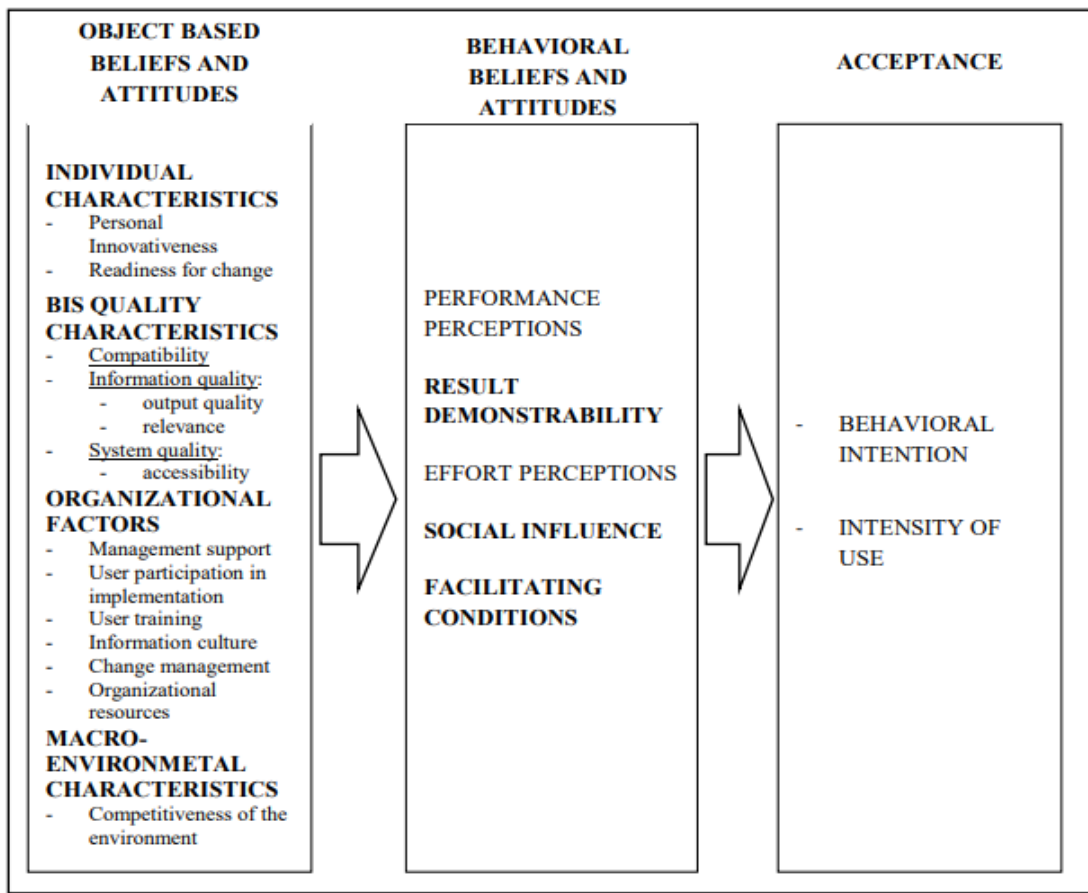 OBJECT BASED
BELIEFS AND
ATTITUDES
INDIVIDUAL
CHARACTERISTICS
- Personal
Innovativeness
- Readiness for change
BIS QUALITY
CHARACTERISTICS
- Compatibility
- Information quality:
- output quality
- relevance
- System quality:
- accessibility
ORGANIZATIONAL
FACTORS
- Management support
- User participation in
implementation
- User training
- Information culture
- Change management
- Organizational
resources
MACRO-
ENVIRONMETAL
CHARACTERISTICS
- Competitiveness of the
environment
BEHAVIORAL
BELIEFS AND
ATTITUDES
PERFORMANCE
PERCEPTIONS
RESULT
DEMONSTRABILITY
EFFORT PERCEPTIONS
SOCIAL INFLUENCE
FACILITATING
CONDITIONS
ACCEPTANCE
- BEHAVIORAL
INTENTION
- INTENSITY OF
USE